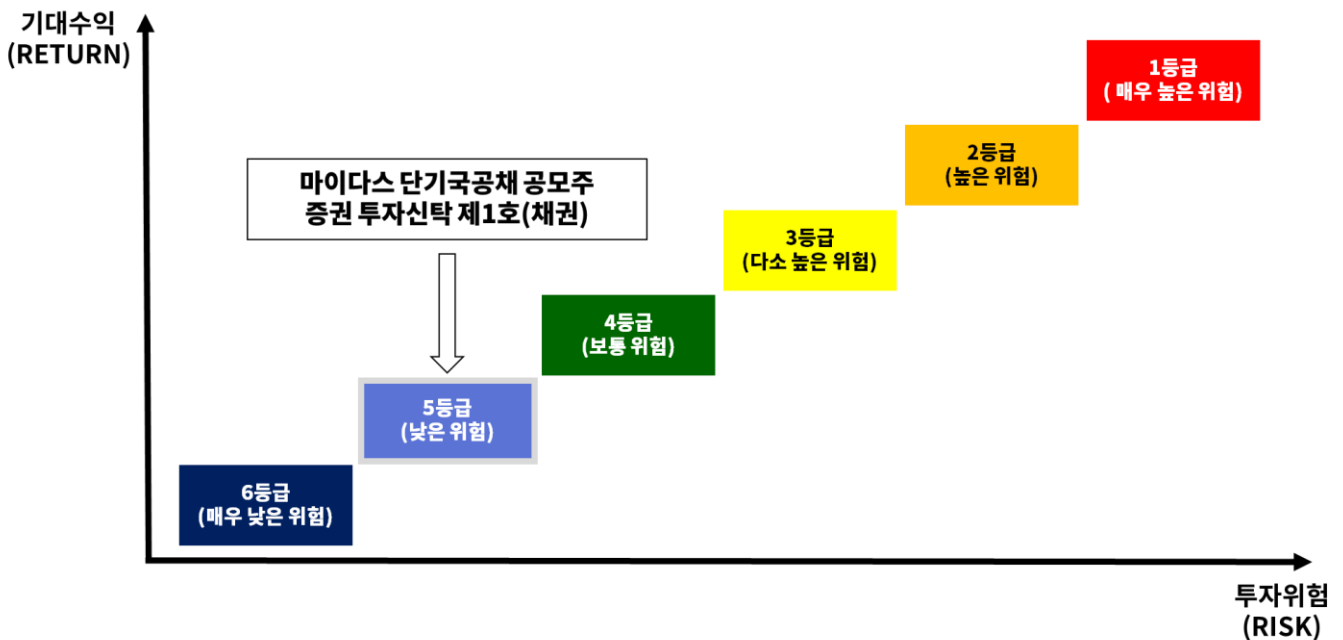 기대수익
(RETURN)
1등급
( 매우 높은 위험)
2등급
(높은 위험)
마이다스 단기국공채 공모주
증권 투자신탁 제1호(채권)
3등급
(다소 높은 위험)
4등급
(보통 위험)
5등급
(낮은 위험)
6등급
(매우 낮은 위험)
투자위험
(RISK)